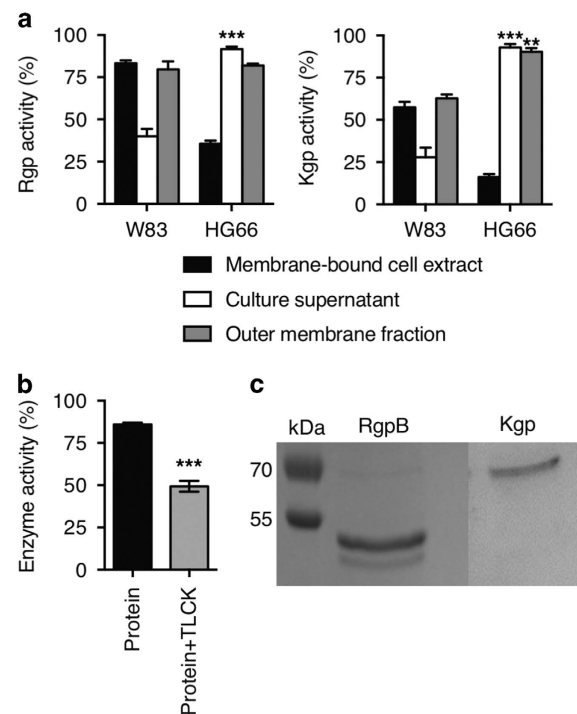 a
Rgp activity (%)
100
75
50
25
0
***
W83
HG66
Kgp activity (%)
100
75
50
25
0
***
**
W83
HG66
Membrane-bound cell extract
Culture supernatant
Outer membrane fraction
b
Enzyme activity (%)
100
75
50
25
0
***
Protein
Protein+TLCK
c
kDa
RgpB
Kgp
70
55